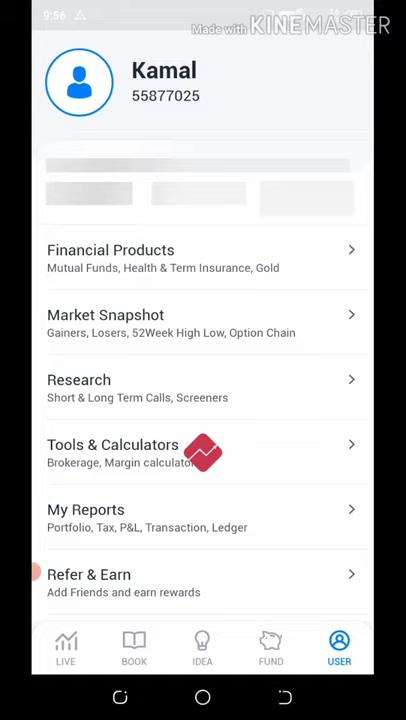 9:56
Made with KINEMASTER
Kamal
55877025
Financial Products
Mutual Funds, Health & Term Insurance, Gold
Market Snapshot
Gainers, Losers, 52Week High Low, Option Chain
Research
Short & Long Term Calls, Screeners
Tools & Calculators
Brokerage, Margin calculator
My Reports
Portfolio, Tax, P&L, Transaction, Ledger
Refer & Earn
Add Friends and earn rewards
LIVE BOOK IDEA FUND USER